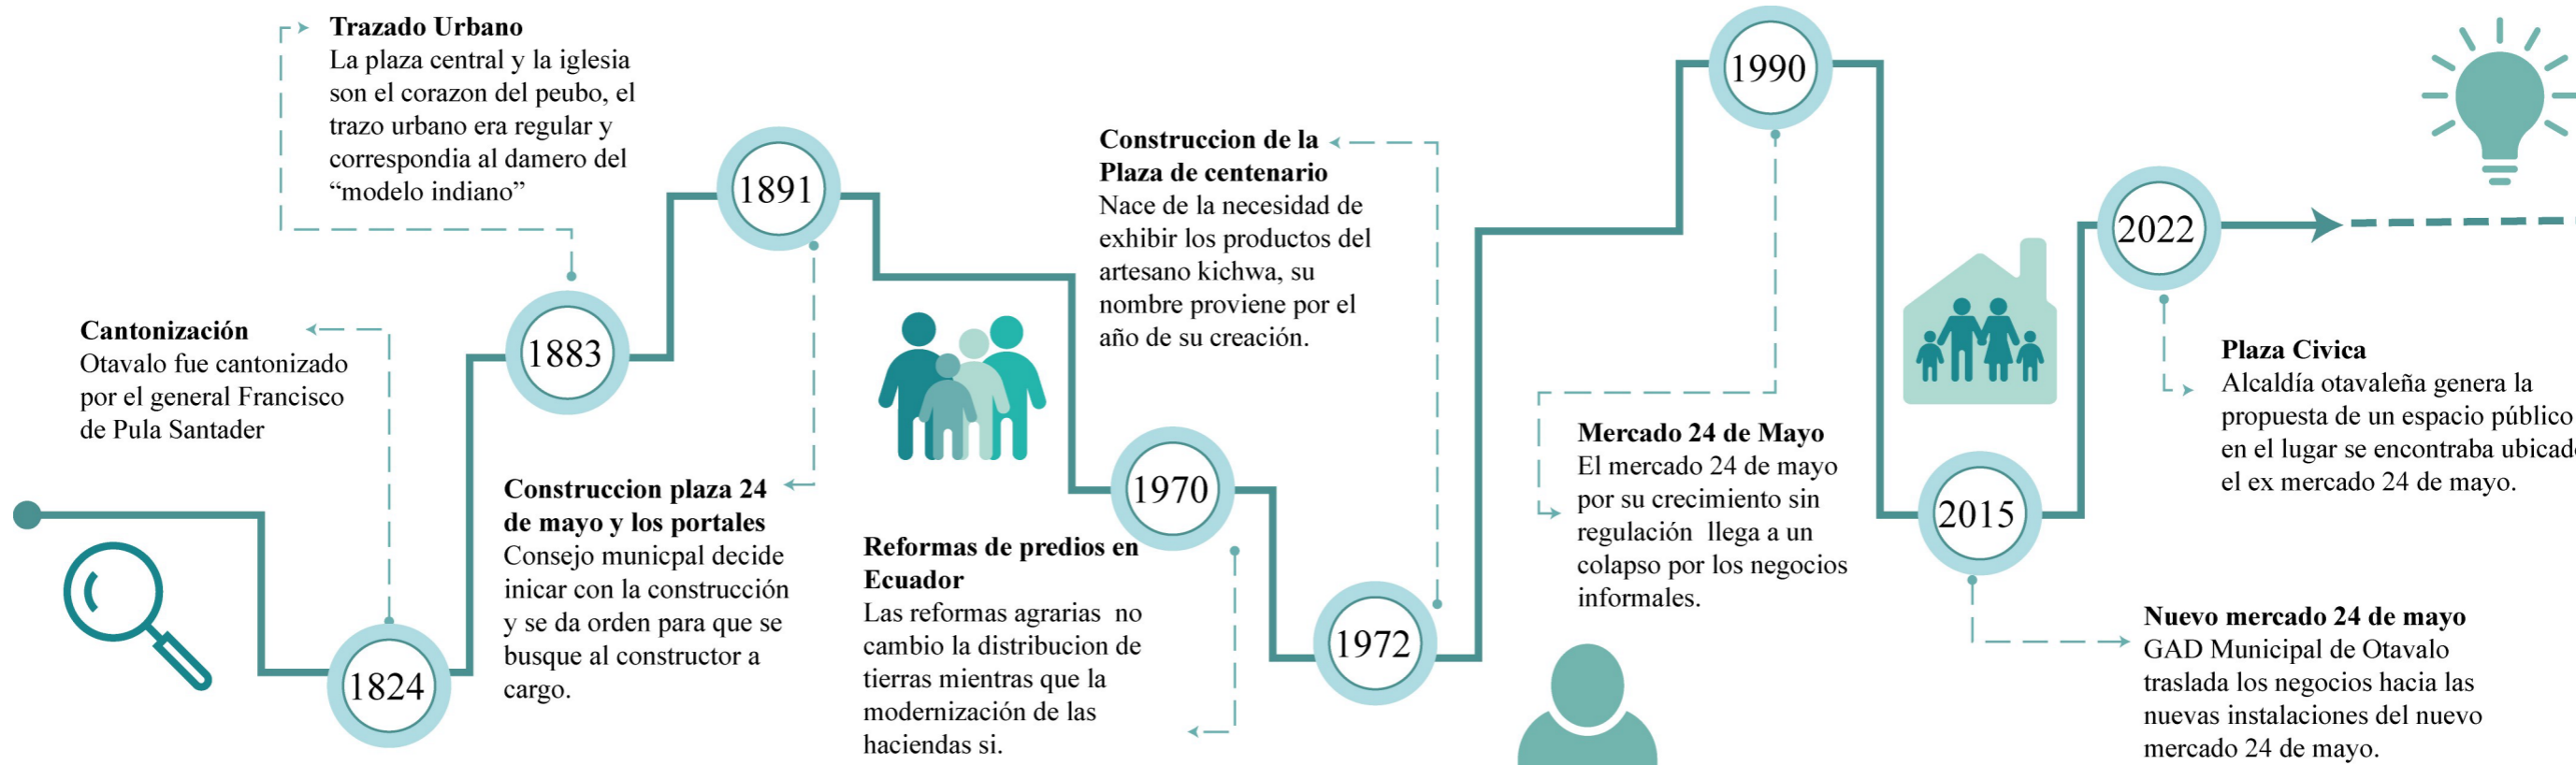 Trazado Urbano
La plaza central y la iglesia
son el corazon del peubo, el
trazo urbano era regular y
correspondia al damero del
“modelo indiano”
Cantonización
Otavalo fue cantonizado
por el general Francisco
de Pula Santader
1824
1883
1891
Construccion plaza 24
de mayo y los portales
Consejo municpal decide
inicar con la construcción
y se da orden para que se
busque al constructor a
cargo.
1970
Reformas de predios en
Ecuador
Las reformas agrarias no
cambio la distribucion de
tierras mientras que la
modernización de las
haciendas si.
Construccion de la
Plaza de centenario
Nace de la necesidad de
exhibir los productos del
artesano kichwa, su
nombre proviene por el
año de su creación.
1972
1990
Mercado 24 de Mayo
El mercado 24 de mayo
por su crecimiento sin
regulación llega a un
colapso por los negocios
informales.
2015
Nuevo mercado 24 de mayo
GAD Municipal de Otavalo
traslada los negocios hacia las
nuevas instalaciones del nuevo
mercado 24 de mayo.
2022
Plaza Civica
Alcaldía otavaleña genera la
propuesta de un espacio público
en el lugar se encontraba ubicado
el ex mercado 24 de mayo.